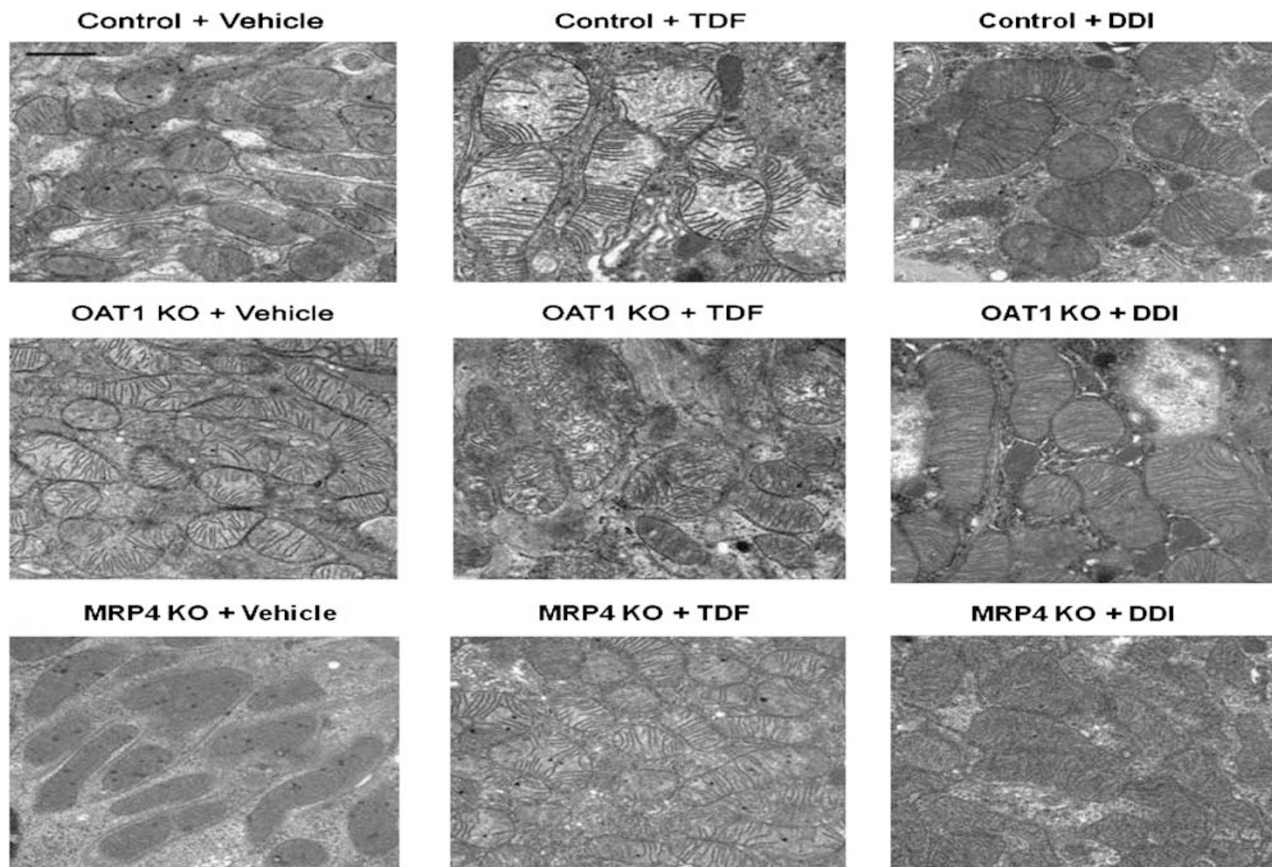 Control + Vehicle
Control + TDF
Control + DDI
OAT1 KO + Vehicle
OAT1 KO + TDF
OAT1 KO + DDI
MRP4 KO + Vehicle
MRP4 KO + TDF
MRP4 KO + DDI